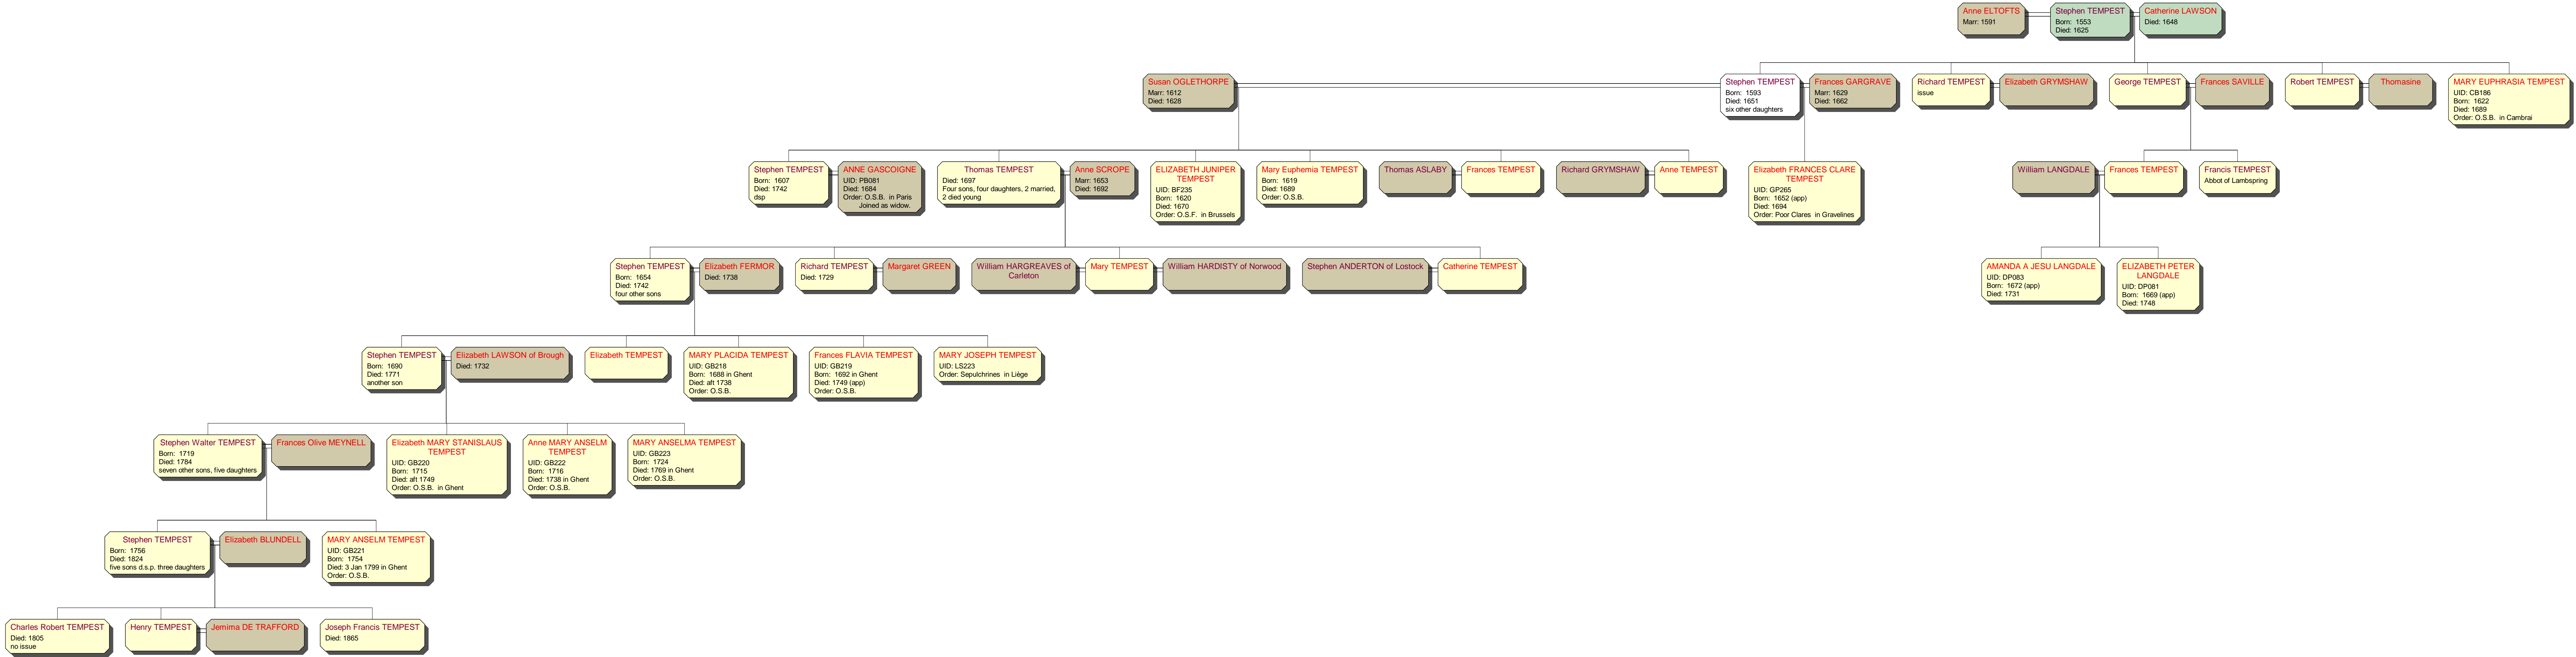 Anne ELTOFTS
Marr: 1591
Stephen TEMPEST
Born: 1553
Died: 1625
Catherine LAWSON
Died: 1648
Susan OGLETHORPE
Marr: 1612
Died: 1628
Stephen TEMPEST
Born: 1593
Died: 1651
six other daughters
Frances GARGRAVE
Marr: 1629
Died: 1662
Richard TEMPEST
issue
Elizabeth GRYMSHAW
George TEMPEST
Frances SAVILLE
Robert TEMPEST
Thomasine
MARY EUPHRASIA TEMPEST
UID: CB186
Born: 1622
Died: 1689
Order: O.S.B. in Cambrai
Stephen TEMPEST
Born: 1607
Died: 1742
dsp
ANNE GASCOIGNE
UID: PB081
Died: 1684
Order: O.S.B. in Paris
Joined as widow.
Thomas TEMPEST
Died: 1697
Four sons, four daughters, 2 married,
2 died young
Anne SCROPE
Marr: 1653
Died: 1692
ELIZABETH JUNIPER
TEMPEST
UID: BF235
Born: 1620
Died: 1670
Order: O.S.F. in Brussels
Mary Euphemia TEMPEST
Born: 1619
Died: 1689
Order: O.S.B.
Thomas ASLABY
Frances TEMPEST
Richard GRYMSHAW
Anne TEMPEST
Elizabeth FRANCES CLARE
TEMPEST
UID: GP265
Born: 1652 (app)
Died: 1694
Order: Poor Clares in Gravelines
William LANGDALE
Frances TEMPEST
Francis TEMPEST
Abbot of Lambspring
Stephen TEMPEST
Born: 1654
Died: 1742
four other sons
Elizabeth FERMOR
Died: 1738
Richard TEMPEST
Died: 1729
Margaret GREEN
William HARGREAVES of
Carleton
Mary TEMPEST
William HARDISTY of Norwood
Stephen ANDERTON of Lostock
Catherine TEMPEST
AMANDA A JESU LANGDALE
UID: DP083
Born: 1672 (app)
Died: 1731
ELIZABETH PETER
LANGDALE
UID: DP081
Born: 1669 (app)
Died: 1748
Stephen TEMPEST
Born: 1690
Died: 1771
another son
Elizabeth LAWSON of Brough
Died: 1732
Elizabeth TEMPEST
MARY PLACIDA TEMPEST
UID: GB218
Born: 1688 in Ghent
Died: aft 1738
Order: O.S.B.
Frances FLAVIA TEMPEST
UID: GB219
Born: 1692 in Ghent
Died: 1749 (app)
Order: O.S.B.
MARY JOSEPH TEMPEST
UID: LS223
Order: Sepulchrines in Liège
Stephen Walter TEMPEST
Born: 1719
Died: 1784
seven other sons, five daughters
Frances Olive MEYNELL
Elizabeth MARY STANISLAUS
TEMPEST
UID: GB220
Born: 1715
Died: aft 1749
Order: O.S.B. in Ghent
Anne MARY ANSELM
TEMPEST
UID: GB222
Born: 1716
Died: 1738 in Ghent
Order: O.S.B.
MARY ANSELMA TEMPEST
UID: GB223
Born: 1724
Died: 1769 in Ghent
Order: O.S.B.
Stephen TEMPEST
Born: 1756
Died: 1824
five sons d.s.p. three daughters
Elizabeth BLUNDELL
MARY ANSELM TEMPEST
UID: GB221
Born: 1754
Died: 3 Jan 1799 in Ghent
Order: O.S.B.
Charles Robert TEMPEST
Died: 1805
no issue
Henry TEMPEST
Jemima DE TRAFFORD
Joseph Francis TEMPEST
Died: 1865